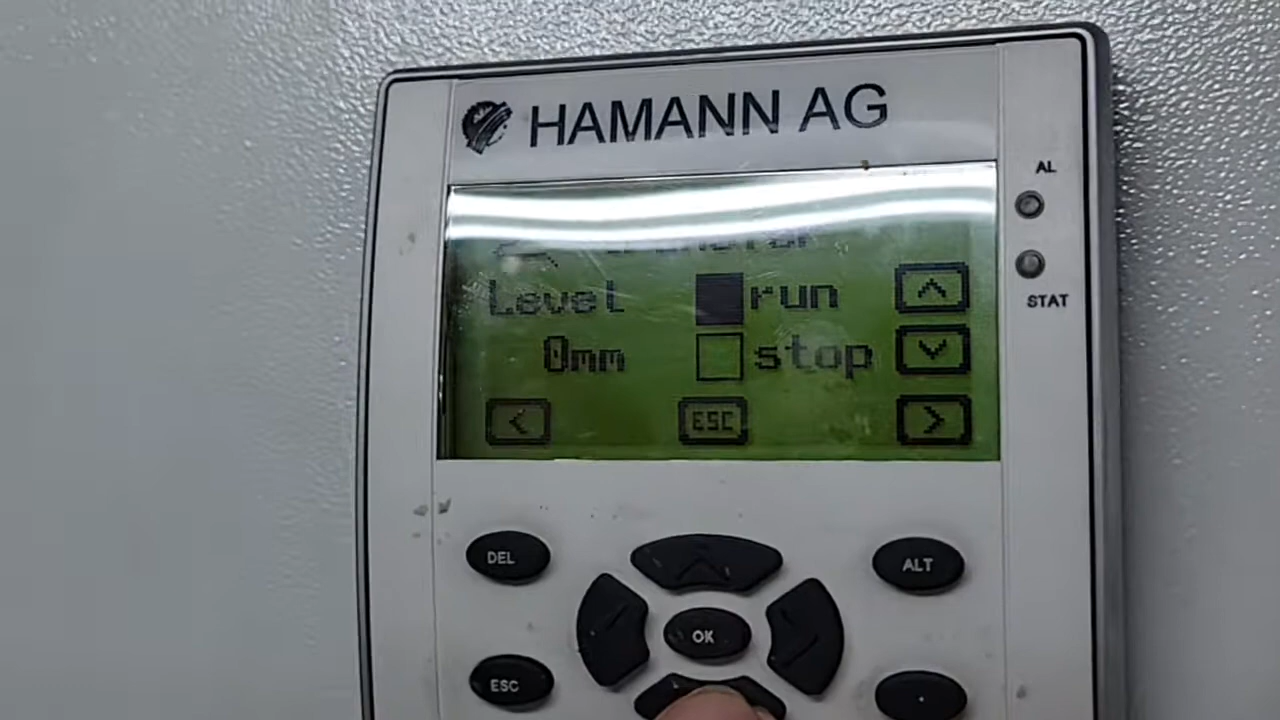 HAMANN AG
AL
STAT
Level run
0mm stop
ESC
DEL
ALT
OK
ESC